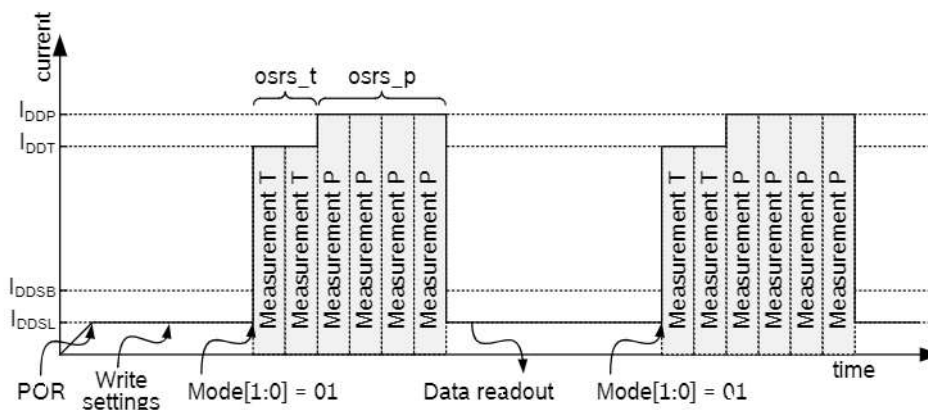 current
osrs_t
osrs_p
IDDP
IDDT
IDDSB
IDDSL
Measurement T
Measurement T
Measurement P
Measurement P
Measurement P
Measurement P
Measurement T
Measurement T
Measurement P
Measurement P
Measurement P
Measurement P
time
POR
Write
settings
Mode[1:0] = 01
Data readout
Mode[1:0] = 01